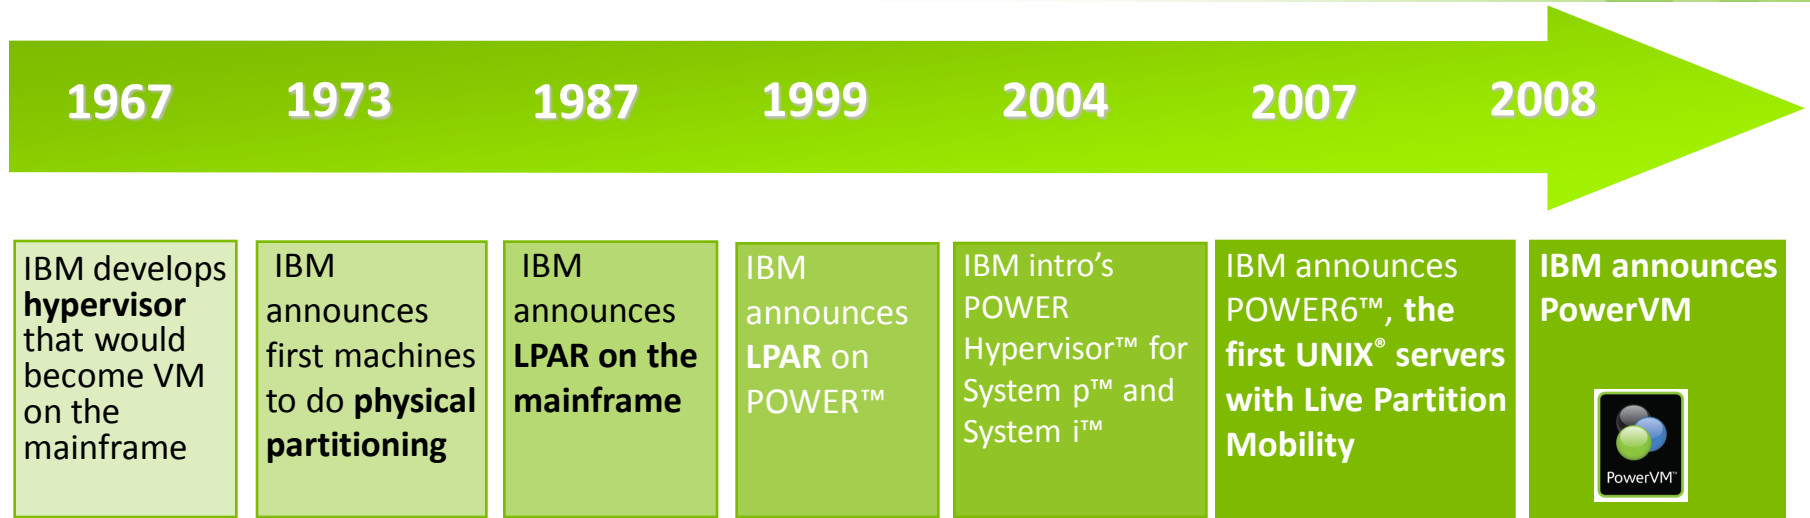 1967 1973 1987 1999 2004 2007 2008
IBM develops
hypervisor
that would
become VM
on the
mainframe
IBM
announces
first machines
to do physical
partitioning
IBM
announces
LPAR on the
mainframe
IBM
announces
LPAR on
POWER™
IBM intro’s
POWER
Hypervisor™ for
System p™ and
System i™
IBM announces
POWER6™, the
first UNIX® servers
with Live Partition
Mobility
IBM announces
PowerVM
PowerVM™